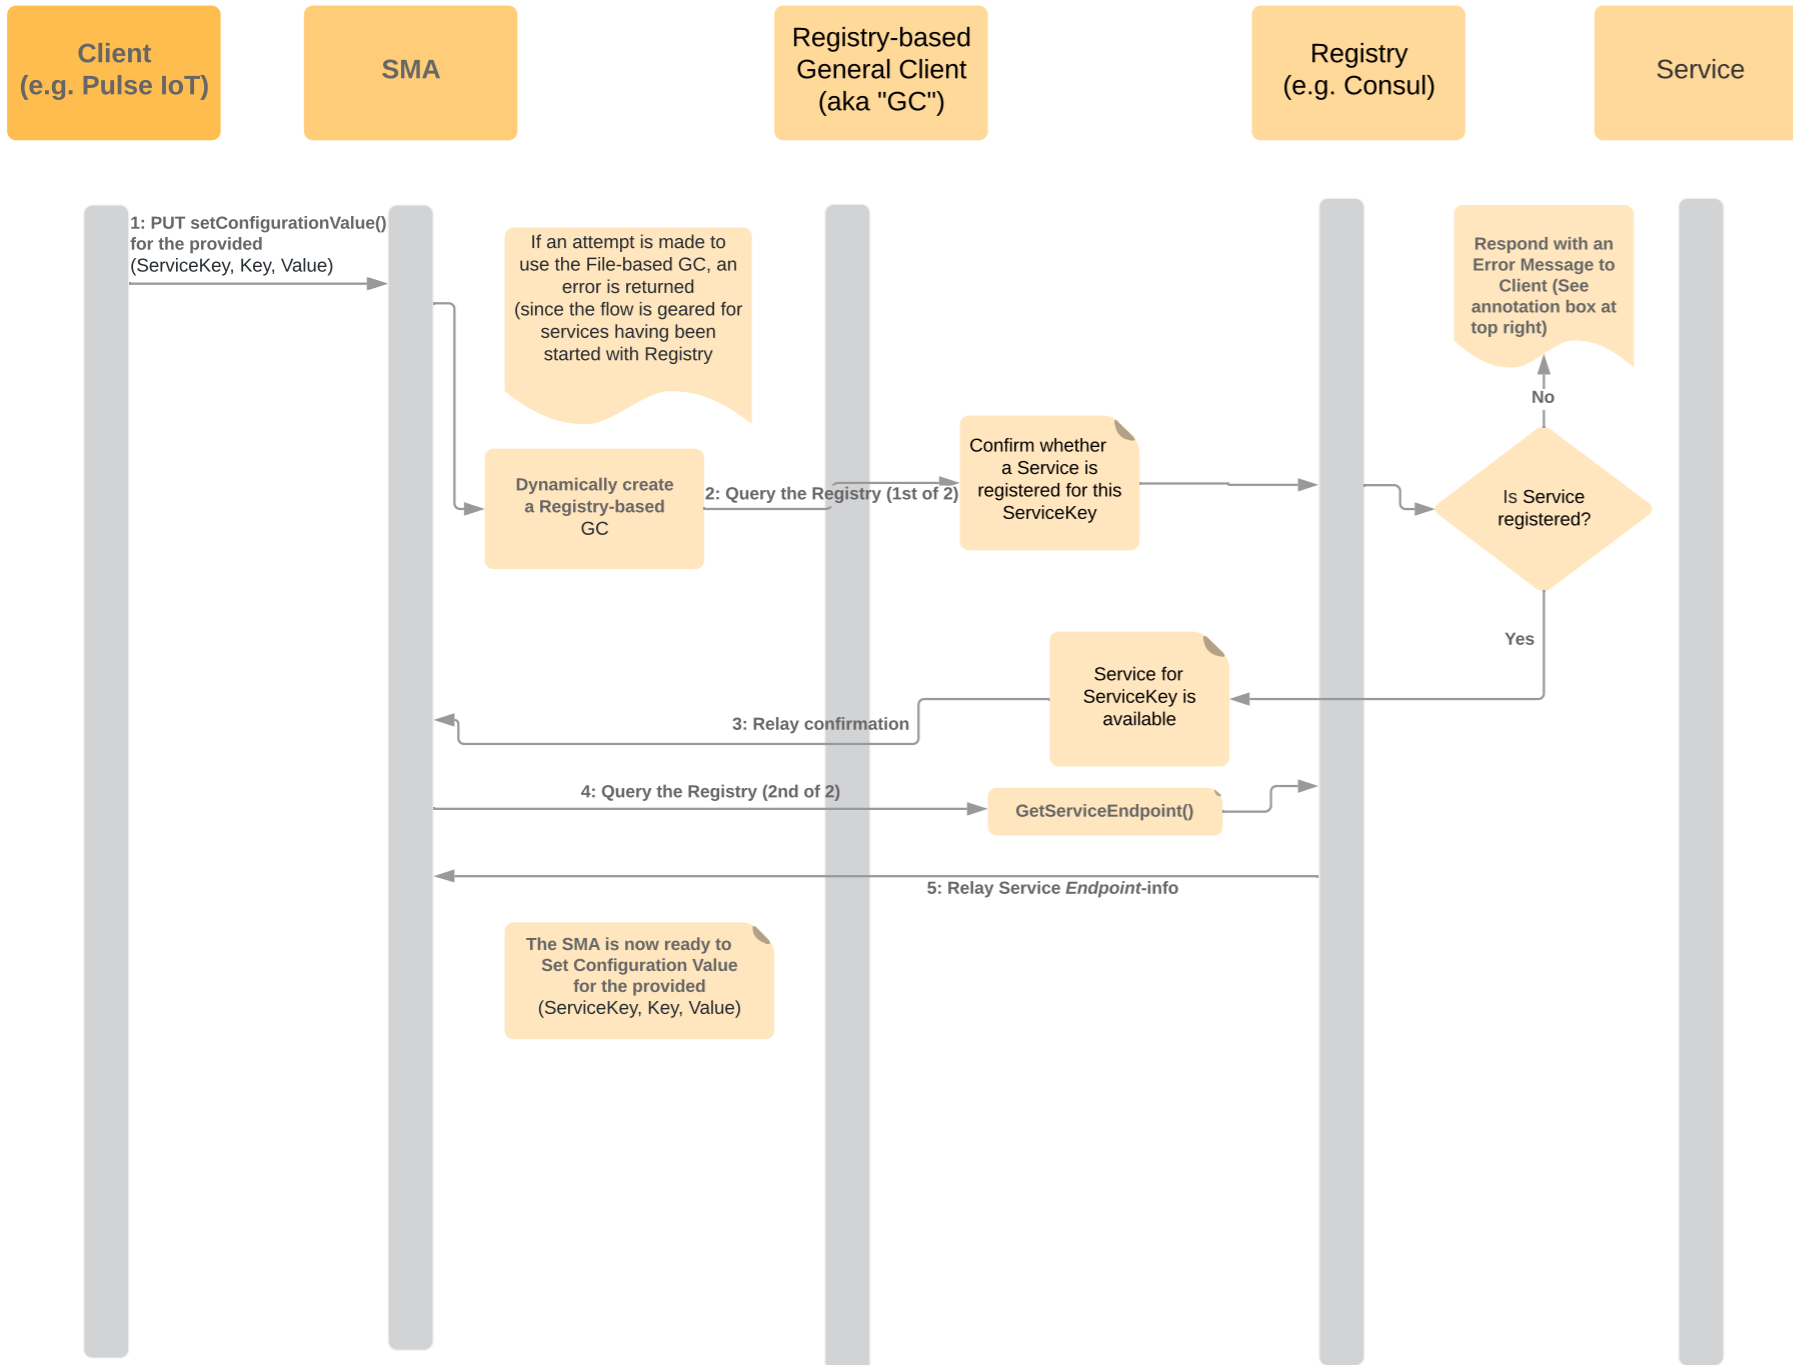 Client
(e.g. Pulse IoT)
SMA
Registry-based
General Client
(aka "GC")
Registry
(e.g. Consul)
Service
1: PUT setConfigurationValue()
for the provided
(ServiceKey, Key, Value)
If an attempt is made to
use the File-based GC, an
error is returned
(since the flow is geared for
services having been
started with Registry
Respond with an
Error Message to
Client (See
annotation box at
top right)
No
Dynamically create
a Registry-based
GC
2: Query the Registry (1st of 2)
Confirm whether
a Service is
registered for this
ServiceKey
Is Service
registered?
Yes
Service for
ServiceKey is
available
3: Relay confirmation
4: Query the Registry (2nd of 2)
GetServiceEndpoint()
5: Relay Service Endpoint-info
The SMA is now ready to
Set Configuration Value
for the provided
(ServiceKey, Key, Value)